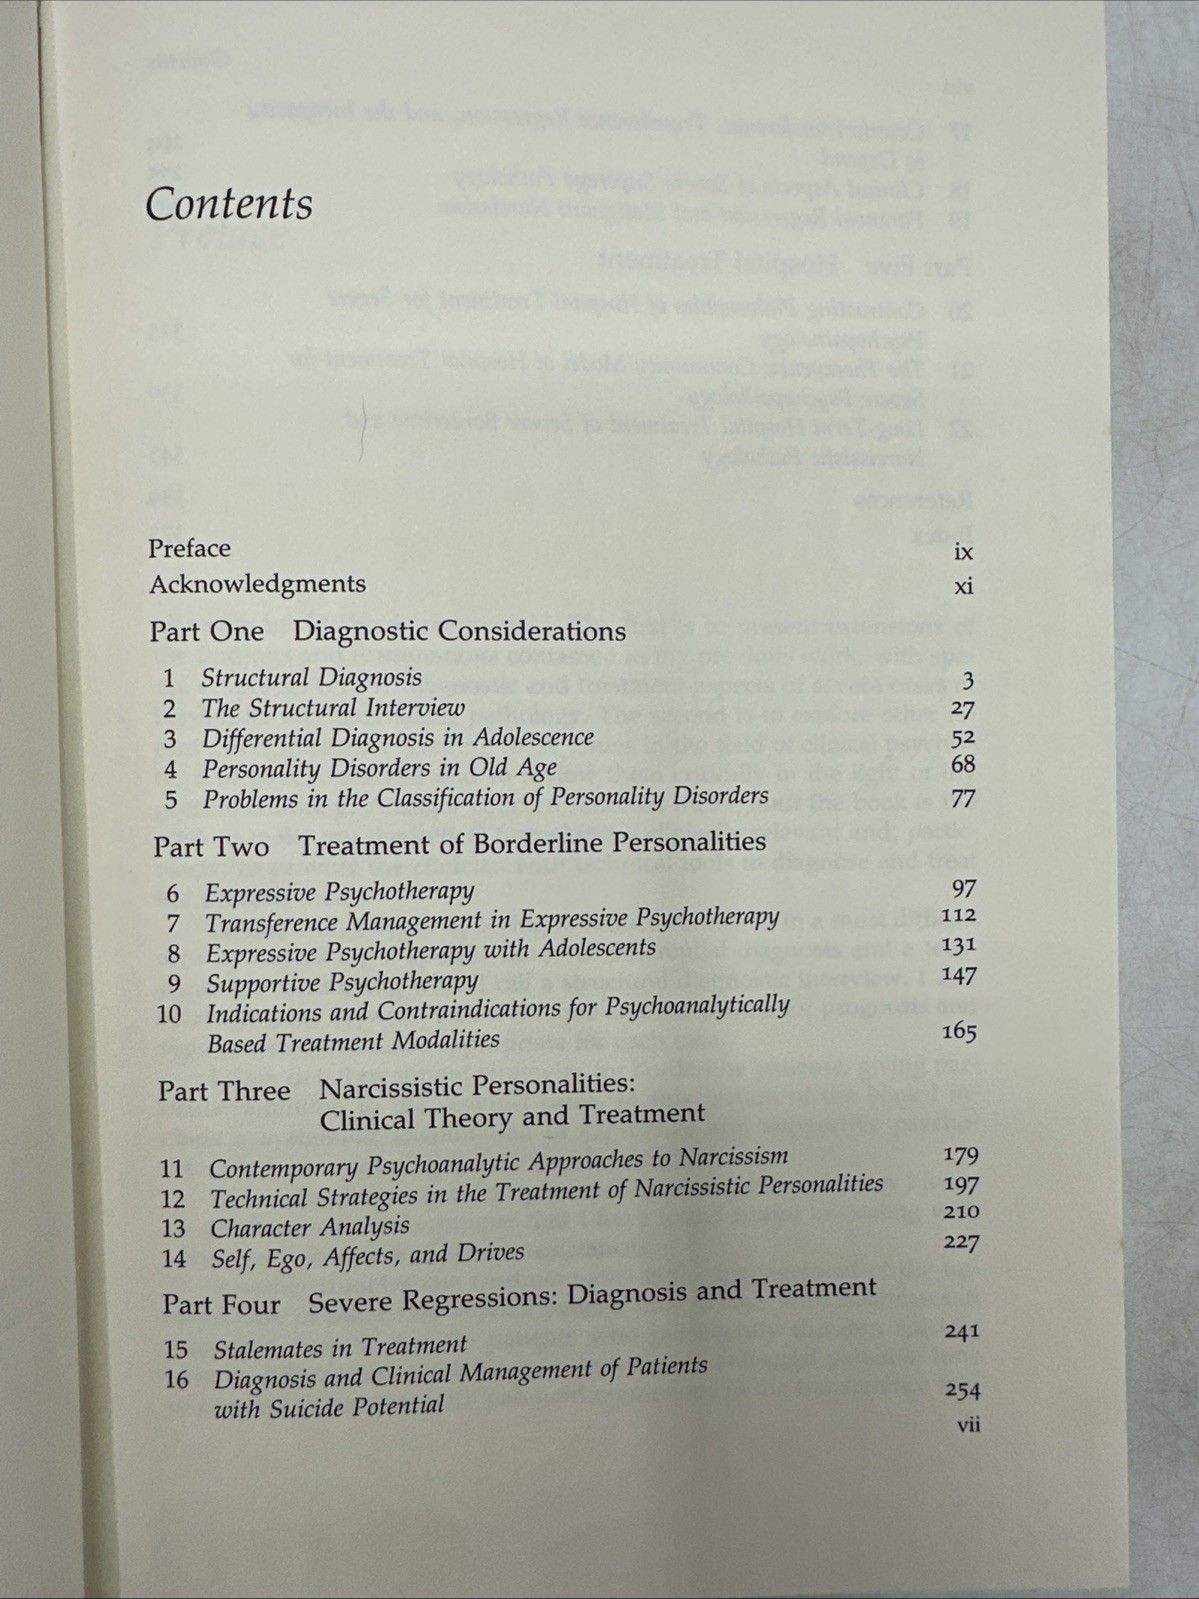 Contents
Preface ix
Acknowledgments xi
Part One Diagnostic Considerations
1 Structural Diagnosis 3
2 The Structural Interview 27
3 Differential Diagnosis in Adolescence 52
4 Personality Disorders in Old Age 68
5 Problems in the Classification of Personality Disorders 77
Part Two Treatment of Borderline Personalities
6 Expressive Psychotherapy 97
7 Transference Management in Expressive Psychotherapy 112
8 Expressive Psychotherapy with Adolescents 131
9 Supportive Psychotherapy 147
10 Indications and Contraindications for Psychoanalytically
Based Treatment Modalities 165
Part Three Narcissistic Personalities:
Clinical Theory and Treatment
11 Contemporary Psychoanalytic Approaches to Narcissism 179
12 Technical Strategies in the Treatment of Narcissistic Personalities 197
13 Character Analysis 210
14 Self, Ego, Affects, and Drives 227
Part Four Severe Regressions: Diagnosis and Treatment
15 Stalemates in Treatment 241
16 Diagnosis and Clinical Management of Patients
with Suicide Potential 254
vii